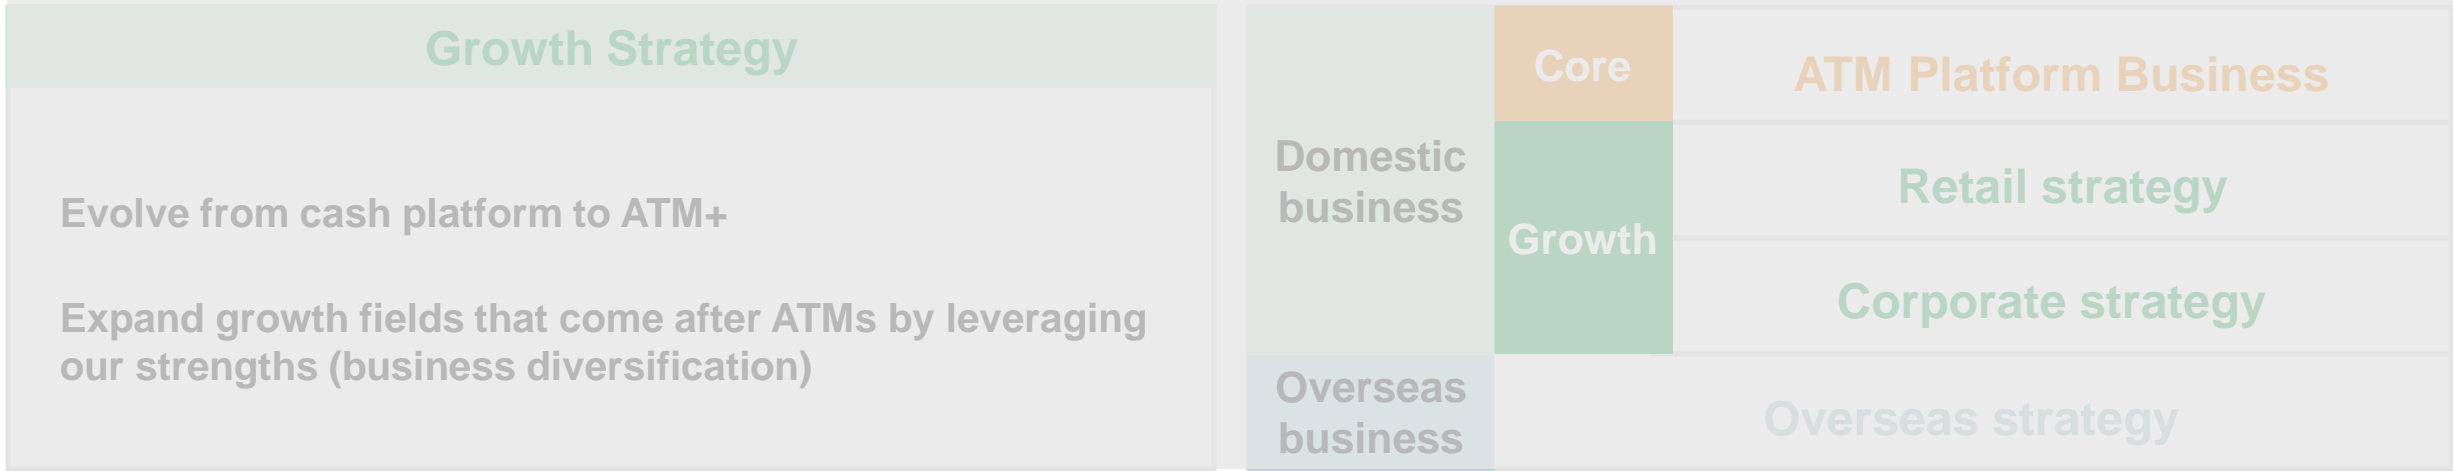 Growth Strategy
Evolve from cash platform to ATM+
Expand growth fields that come after ATMs by leveraging
our strengths (business diversification)
Domestic
business
Core
ATM Platform Business
Growth
Retail strategy
Corporate strategy
Overseas
business
Overseas strategy